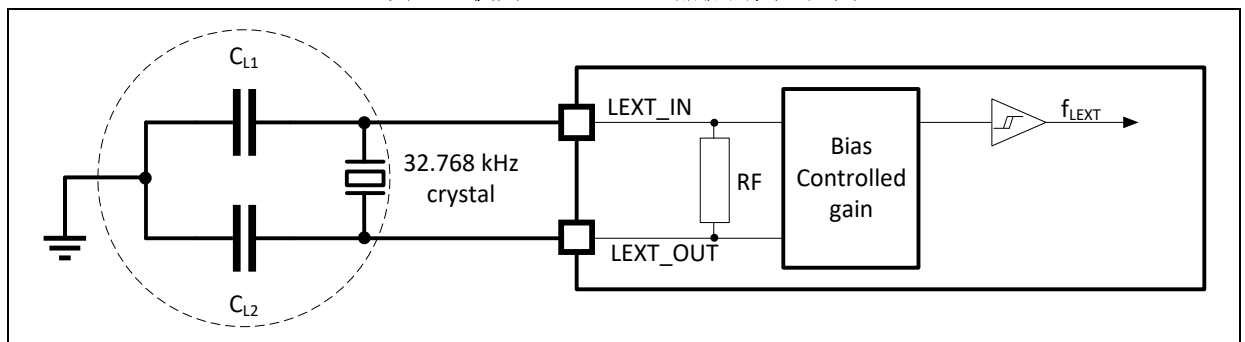 C_L1
LEXT_IN
f_LEXT
32.768 kHz
crystal
RF
Bias
Controlled
gain
LEXT_OUT
C_L2